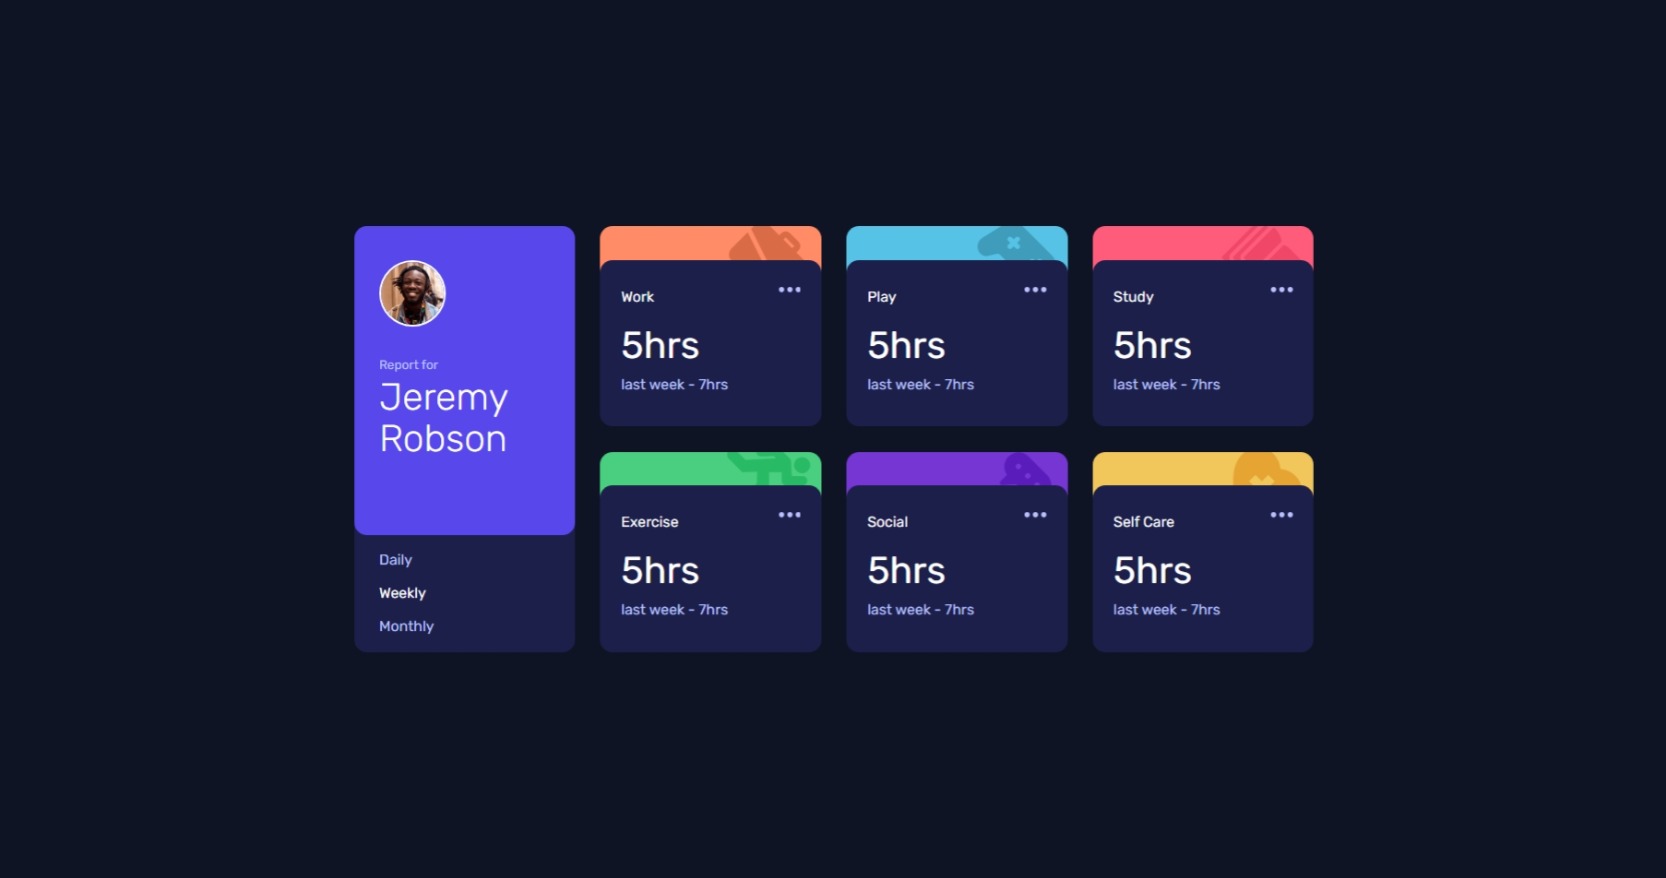 Report for
Jeremy
Robson
Daily
Weekly
Monthly
Work
5hrs
last week - 7hrs
Play
5hrs
last week - 7hrs
Study
5hrs
last week - 7hrs
Exercise
5hrs
last week - 7hrs
Social
5hrs
last week - 7hrs
Self Care
5hrs
last week - 7hrs